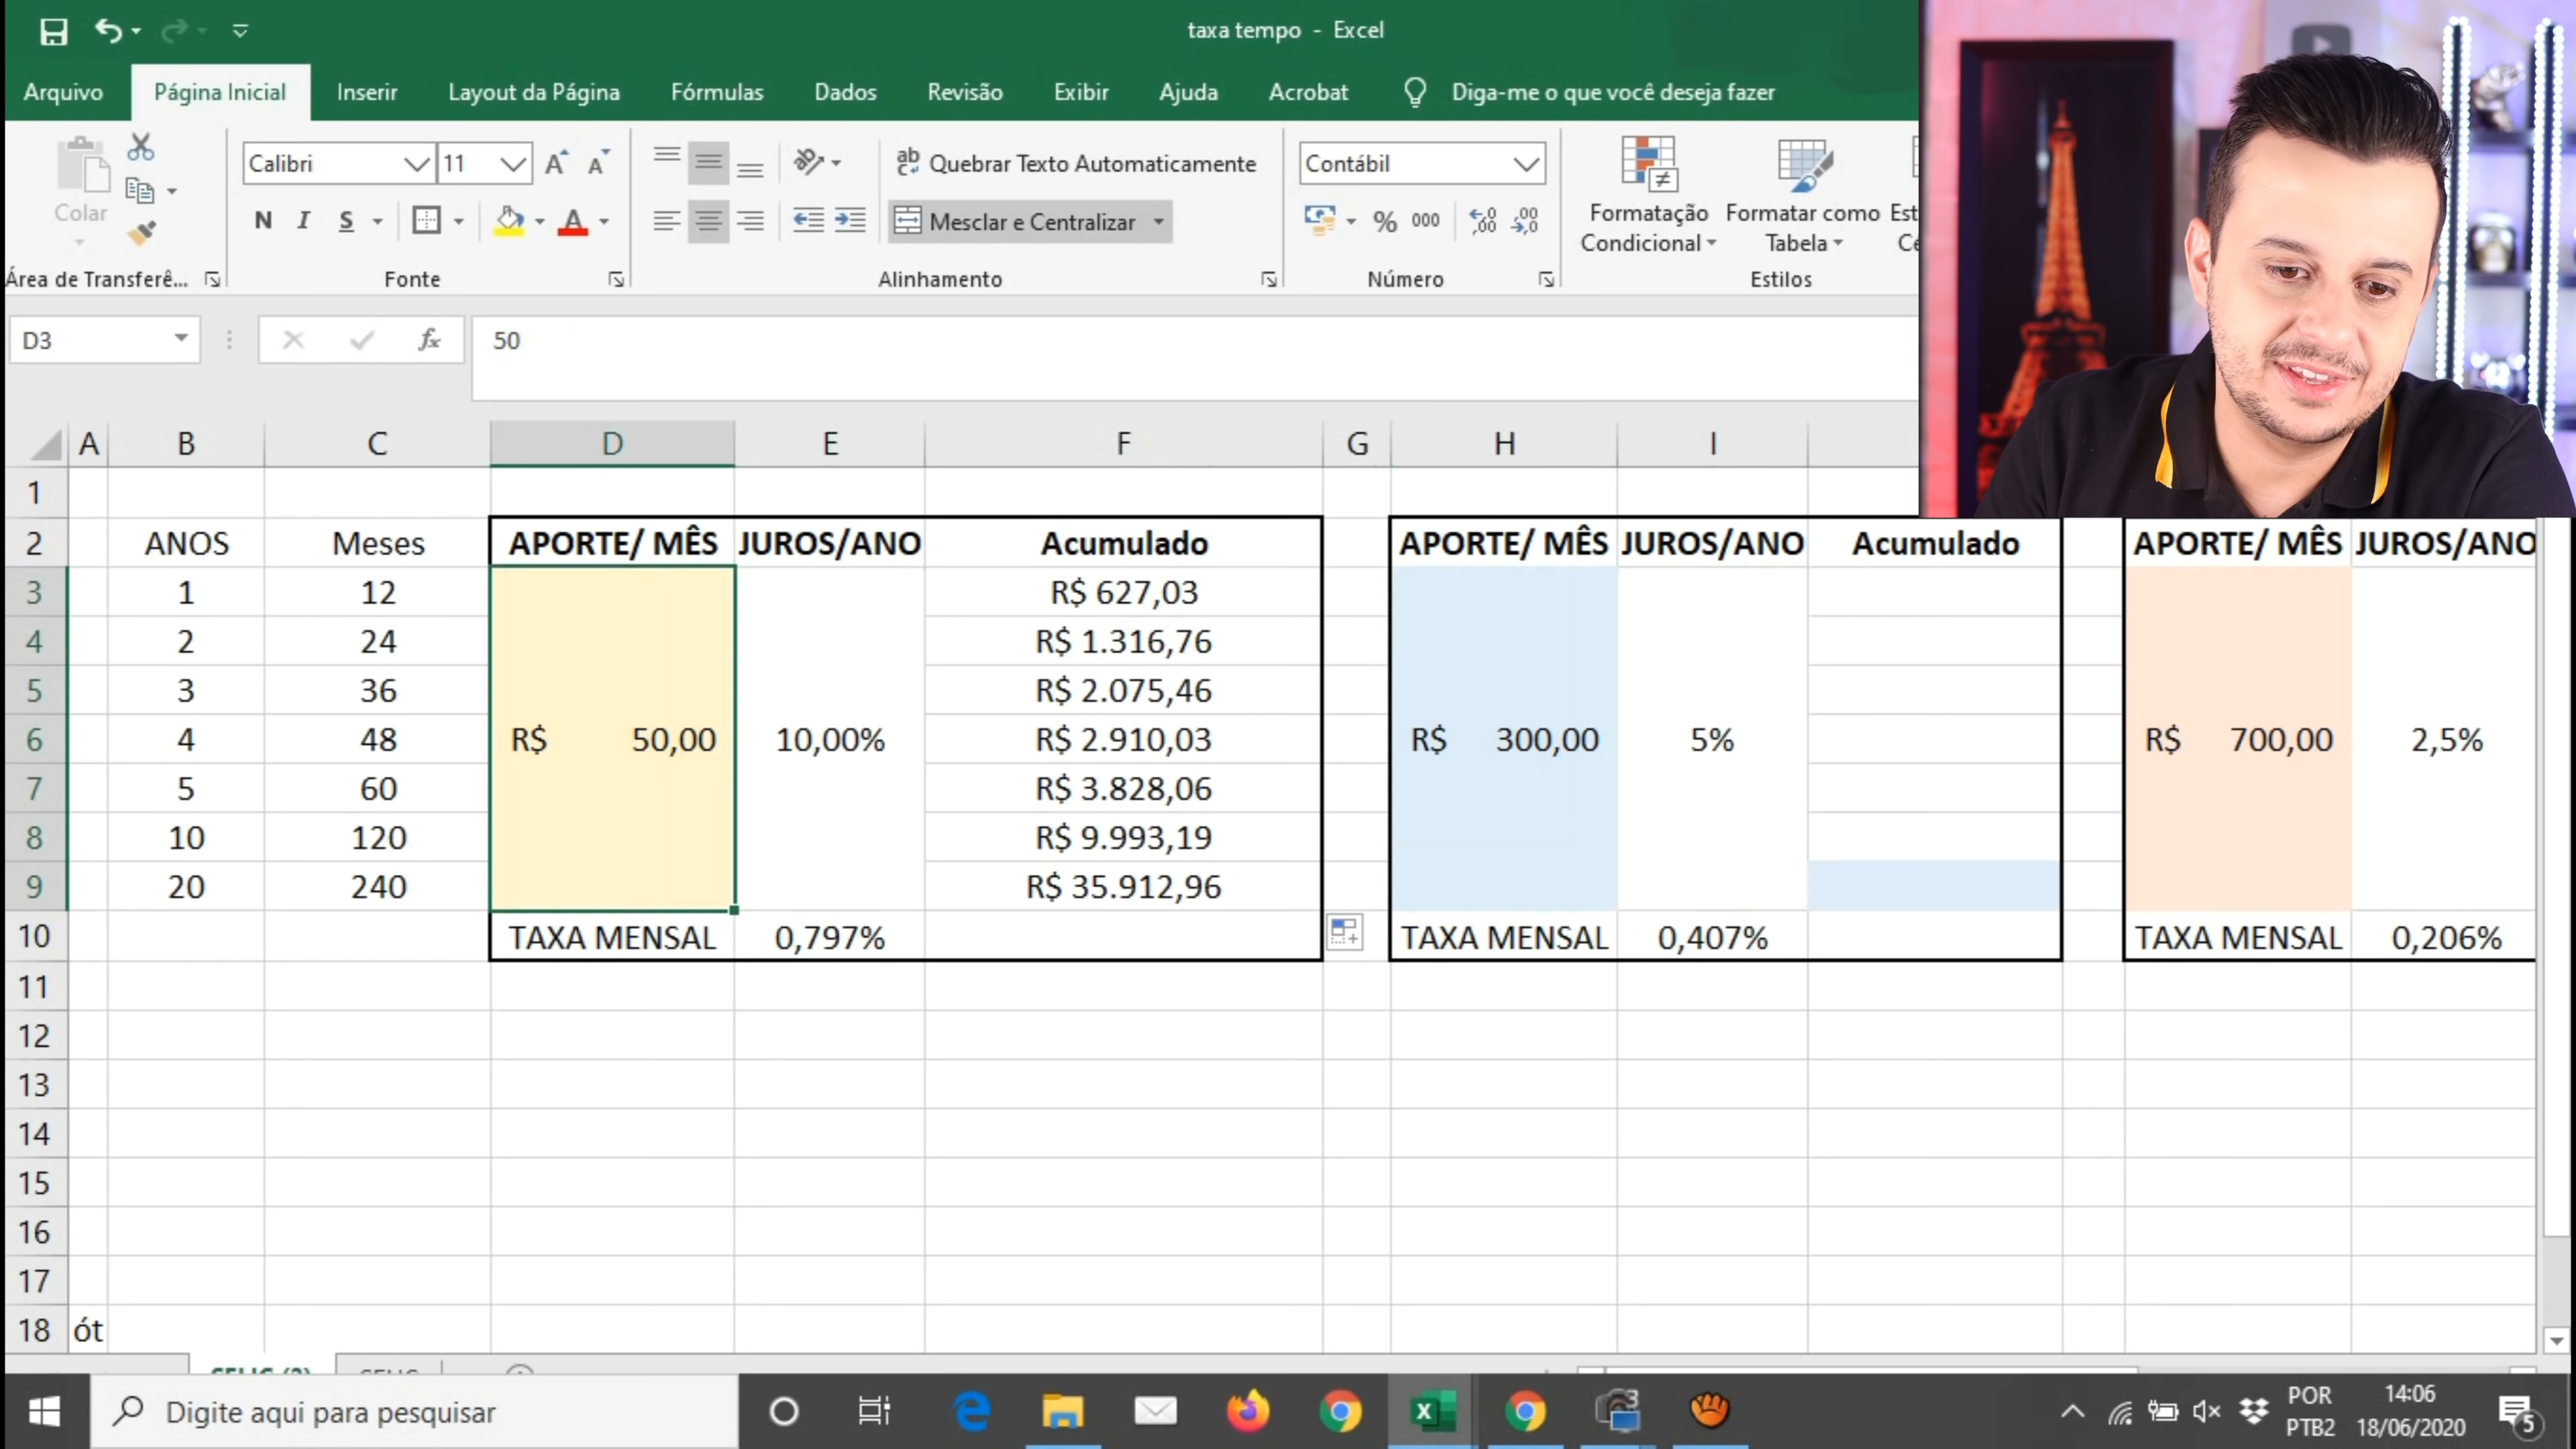 taxa tempo - Excel
Arquivo Página Inicial Inserir Layout da Página Fórmulas Dados Revisão Exibir Ajuda Acrobat Diga-me o que você deseja fazer
Calibri 11 A A ab Quebrar Texto Automaticamente Contábil
Colar N I S A Mesclar e Centralizar % 000 Formatação Condicional Formatar como Tabela Est
Área de Transferê... Fonte Alinhamento Número Estilos
D3 fx 50
A B C D E F G H I
1
2 ANOS Meses APORTE/ MÊS JUROS/ANO Acumulado APORTE/ MÊS JUROS/ANO Acumulado APORTE/ MÊS JUROS/ANO
3 1 12 R$ 627,03
4 2 24 R$ 1.316,76
5 3 36 R$ 2.075,46
6 4 48 R$ 50,00 10,00% R$ 2.910,03 R$ 300,00 5% R$ 700,00 2,5%
7 5 60 R$ 3.828,06
8 10 120 R$ 9.993,19
9 20 240 R$ 35.912,96
10 TAXA MENSAL 0,797% TAXA MENSAL 0,407% TAXA MENSAL 0,206%
11
12
13
14
15
16
17
18 ót
Digite aqui para pesquisar POR 14:06
PTB2 18/06/2020 5